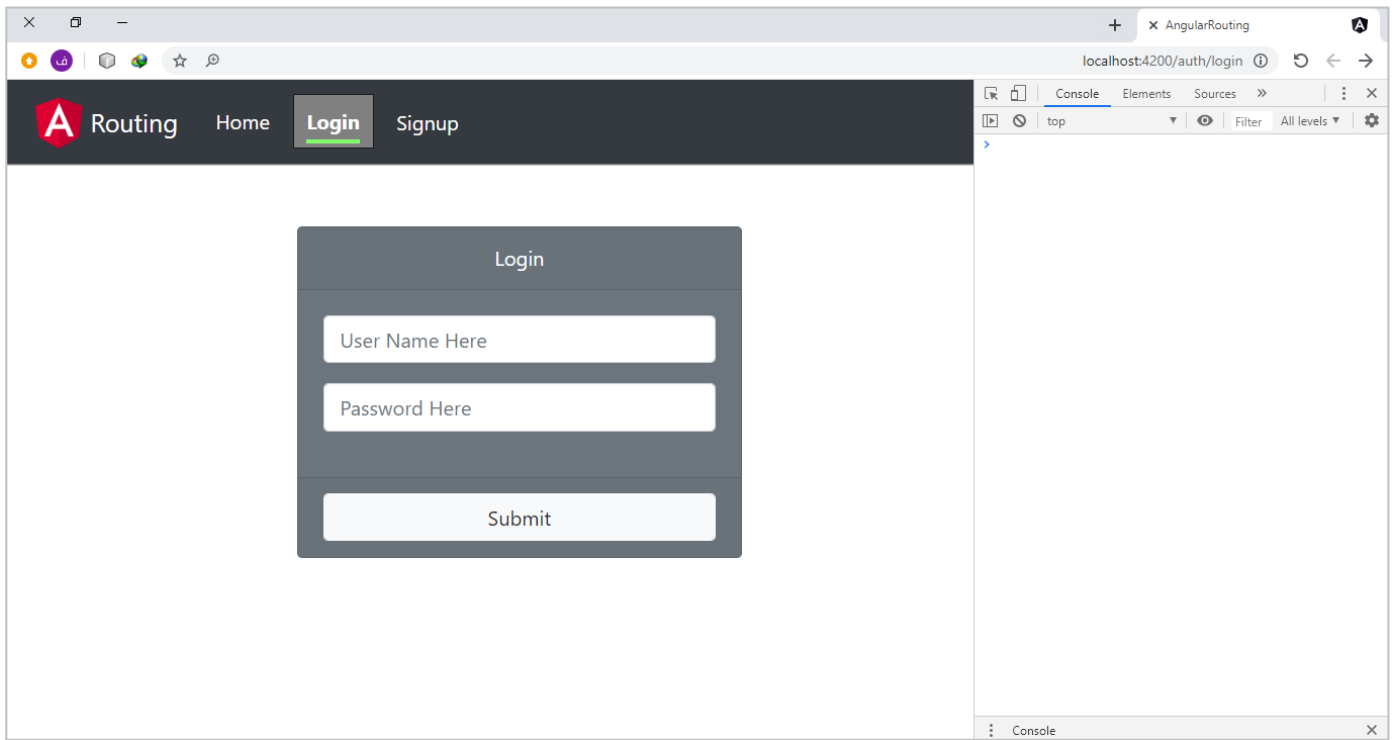 AngularRouting
ف
localhost:4200/auth/login
Routing Home Login Signup
Console Elements Sources
top Filter All levels
Login
User Name Here
Password Here
Submit
Console